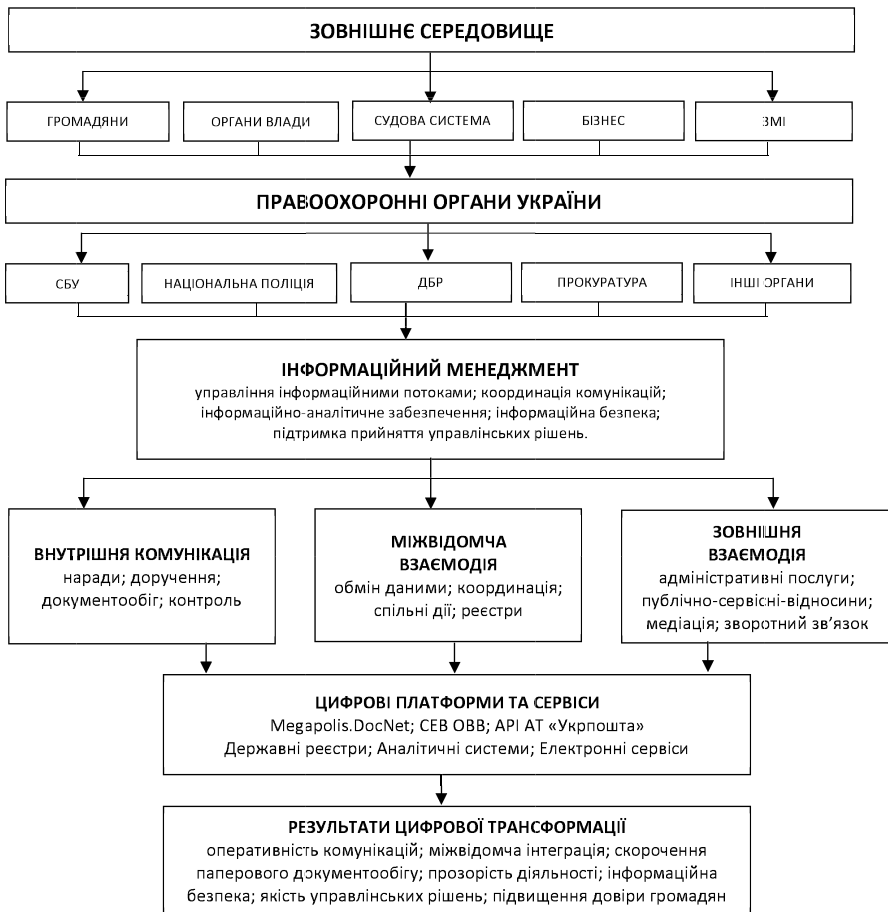 ЗОВНІШНЄ СЕРЕДОВИЩЕ
ГРОМАДЯНИ
ОРГАНИ ВЛАДИ
СУДОВА СИСТЕМА
БІЗНЕС
ЗМІ
ПРАВООХОРОННІ ОРГАНИ УКРАЇНИ
СБУ
НАЦІОНАЛЬНА ПОЛІЦІЯ
ДБР
ПРОКУРАТУРА
ІНШІ ОРГАНИ
ІНФОРМАЦІЙНИЙ МЕНЕДЖМЕНТ
управління інформаційними потоками; координація комунікацій;
інформаційно-аналітичне забезпечення; інформаційна безпека;
підтримка прийняття управлінських рішень.
ВНУТРІШНЯ КОМУНІКАЦІЯ
наради; доручення;
документообіг; контроль
МІЖВІДОМЧА
ВЗАЄМОДІЯ
обмін даними; координація;
спільні дії; реєстри
ЗОВНІШНЯ
ВЗАЄМОДІЯ
адміністративні послуги;
публічно-сервісні-відносини;
медіація; зворотний зв’язок
ЦИФРОВІ ПЛАТФОРМИ ТА СЕРВІСИ
Megapolis.DocNet; СЕВ ОВВ; АРІ АТ «Укрпошта»
Державні реєстри; Аналітичні системи; Електронні сервіси
РЕЗУЛЬТАТИ ЦИФРОВОЇ ТРАНСФОРМАЦІЇ
оперативність комунікацій; міжвідомча інтеграція; скорочення
паперового документообігу; прозорість діяльності; інформаційна
безпека; якість управлінських рішень; підвищення довіри громадян